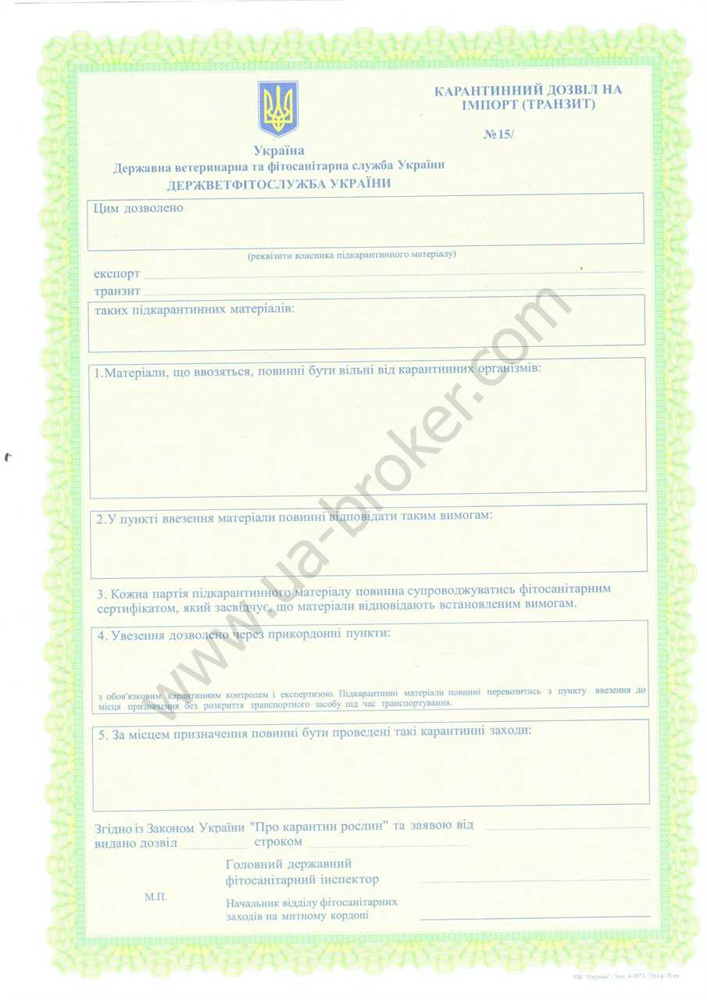 КАРАНТИННИЙ ДОЗВІЛ НА
ІМПОРТ (ТРАНЗИТ)
№15/
Україна
Державна ветеринарна та фітосанітарна служба України
ДЕРЖВЕТФІТОСЛУЖБА УКРАЇНИ
Цим дозволено
(реквізити власника підкарантинного матеріалу)
експорт
транзит
таких підкарантинних матеріалів:
1.Матеріали, що ввозяться, повинні бути вільні від карантинних організмів:
2.У пункті ввезення матеріали повинні відповідати таким вимогам:
3. Кожна партія підкарантинного матеріалу повинна супроводжуватись фітосанітарним
сертифікатом, який засвідчує, що матеріали відповідають встановленим вимогам.
4. Увезення дозволено через прикордонні пункти:
з обов'язковим карантинним контролем і експертизою. Підкарантинні матеріали повинні перевозитись з пункту ввезення до
місця призначення без розкриття транспортного засобу під час транспортування.
5. За місцем призначення повинні бути проведені такі карантинні заходи:
Згідно із Законом України "Про карантин рослин" та заявою від
видано дозвіл строком
Головний державний
фітосанітарний інспектор
М.П.
Начальник відділу фітосанітарних
заходів на митному кордоні
ПК "Україна". Зам. 4-3073. 2014 р. ІІ кв.
www.ua-broker.com